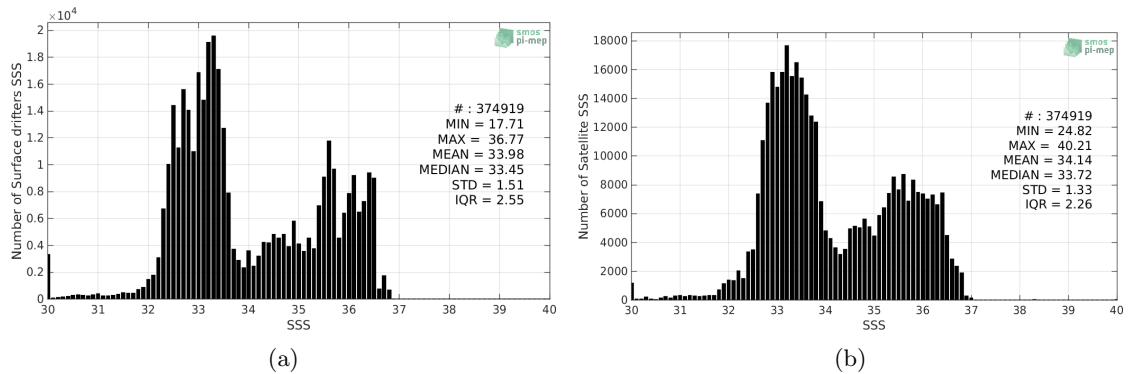 ×10⁴
smos
pi-mep
2
1.8
1.6
1.4
1.2
1
0.8
0.6
0.4
0.2
0
Number of Surface drifters SSS
# : 374919
MIN = 17.71
MAX = 36.77
MEAN = 33.98
MEDIAN = 33.45
STD = 1.51
IQR = 2.55
30 31 32 33 34 35 36 37 38 39 40
SSS
(a)
smos
pi-mep
18000
16000
14000
12000
10000
8000
6000
4000
2000
0
Number of Satellite SSS
# : 374919
MIN = 24.82
MAX = 40.21
MEAN = 34.14
MEDIAN = 33.72
STD = 1.33
IQR = 2.26
30 31 32 33 34 35 36 37 38 39 40
SSS
(b)